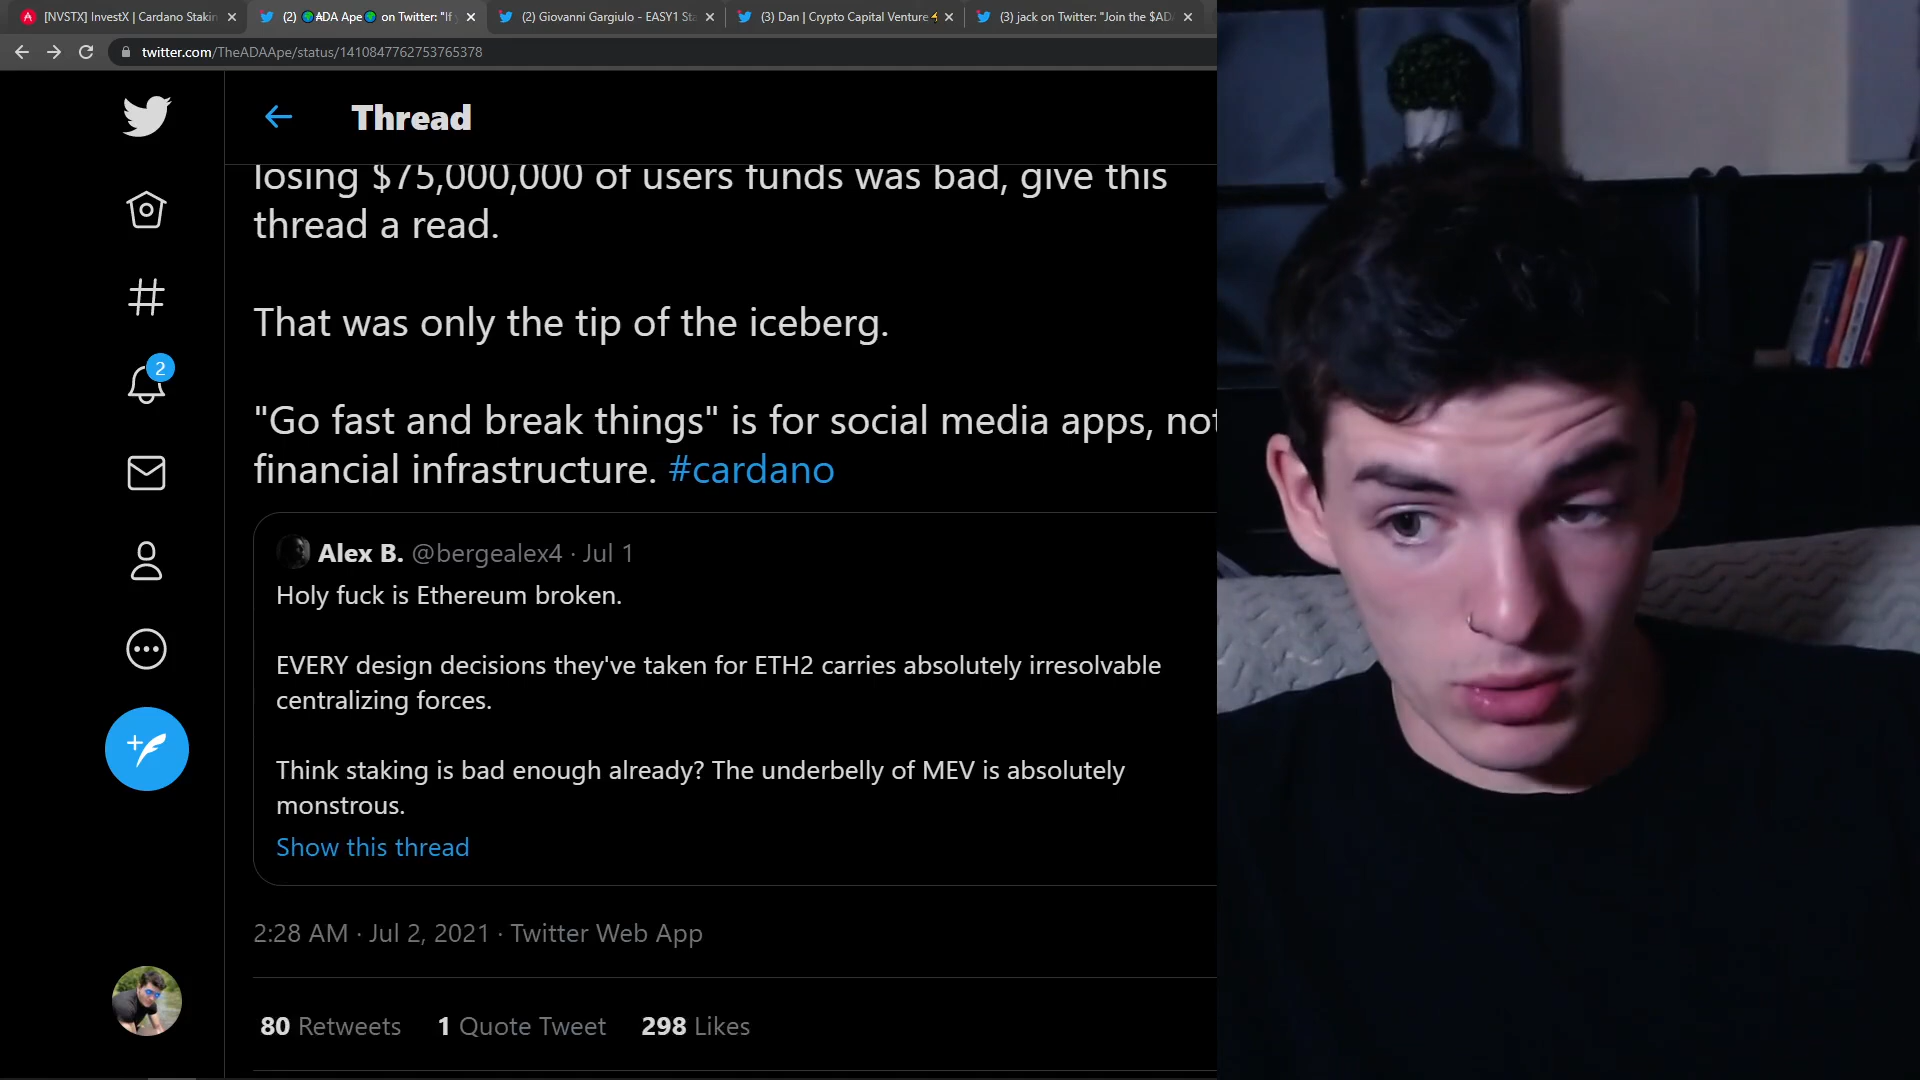 [NVSTX] InvestX | Cardano Stakin
(2) ADA Ape on Twitter: "If
(2) Giovanni Gargiulo - EASY1 Sta
(3) Dan | Crypto Capital Venture
(3) jack on Twitter: "Join the $ADA
twitter.com/TheADAApe/status/1410847762753765378
Thread
losing $75,000,000 of users funds was bad, give this
thread a read.
That was only the tip of the iceberg.
"Go fast and break things" is for social media apps, not
financial infrastructure. #cardano
2
Alex B. @bergealex4 · Jul 1
Holy fuck is Ethereum broken.
EVERY design decisions they've taken for ETH2 carries absolutely irresolvable
centralizing forces.
Think staking is bad enough already? The underbelly of MEV is absolutely
monstrous.
Show this thread
2:28 AM · Jul 2, 2021 · Twitter Web App
80 Retweets 1 Quote Tweet 298 Likes